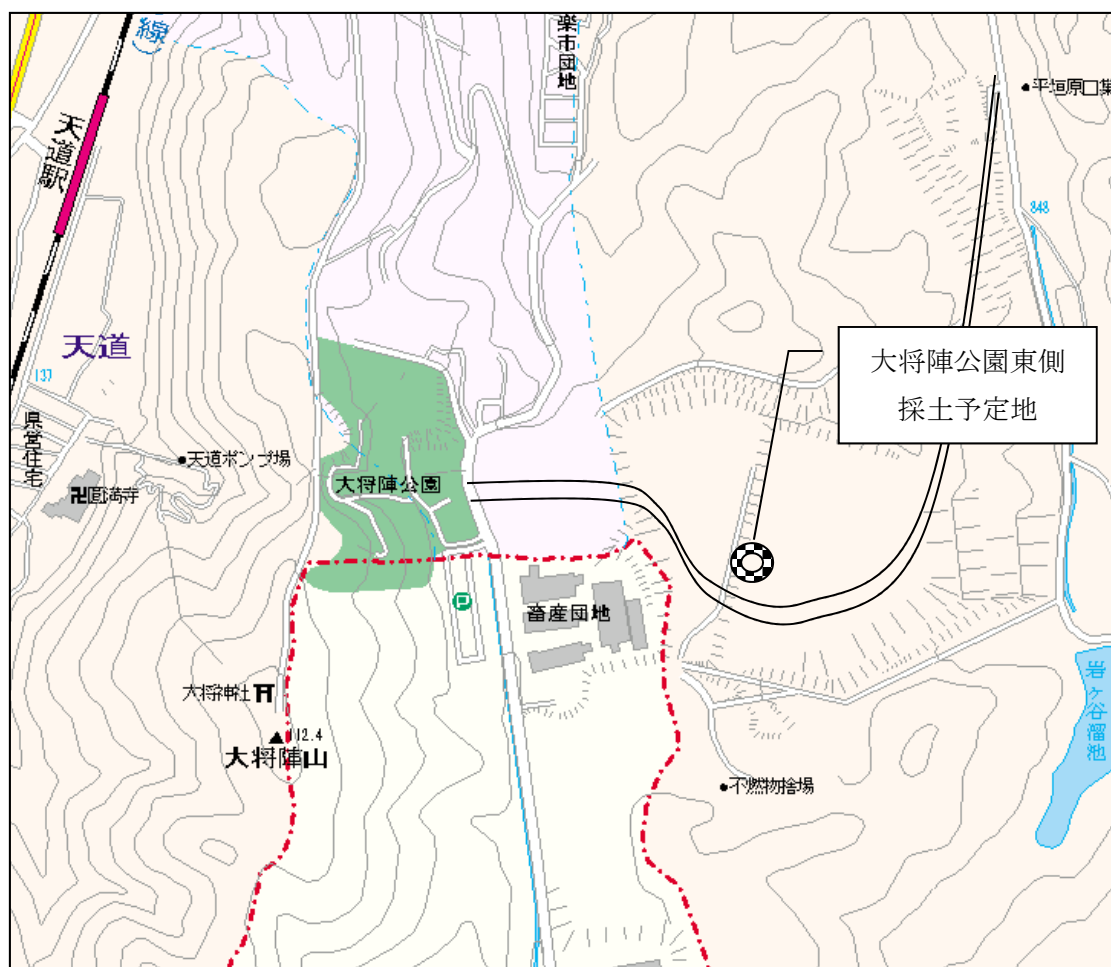 線)
楽市団地
平垣原口集
天道駅
848
大将陣公園東側
採土予定地
天道
137
県営住宅
天道ポンプ場
卍圓満寺
大将陣公園
P
畜産団地
岩ヶ谷溜池
大将神社
112.4
大将陣山
不燃物捨場